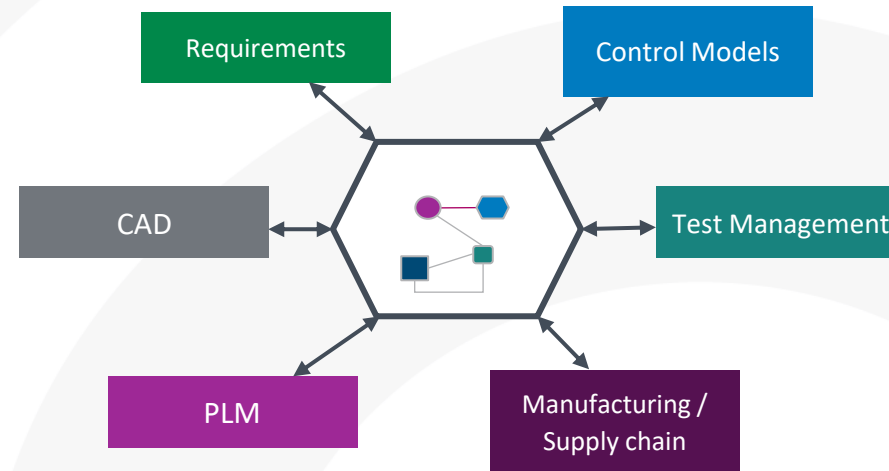 Requirements
Control Models
CAD
Test Management
PLM
Manufacturing /
Supply chain